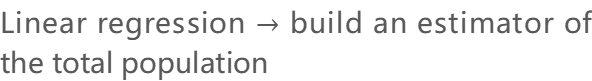 Linear regression → build an estimator of
the total population